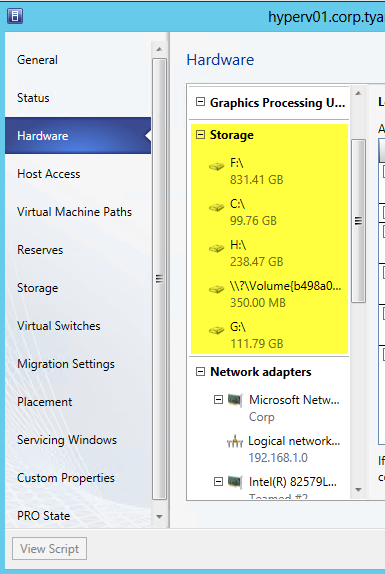 hyperv01.corp.tya
General
Status
Hardware
Host Access
Virtual Machine Paths
Reserves
Storage
Virtual Switches
Migration Settings
Placement
Servicing Windows
Custom Properties
PRO State
View Script
Hardware
Graphics Processing U...
Storage
F:\
831.41 GB
C:\
99.76 GB
H:\
238.47 GB
\\?\Volume{b498a0...
350.00 MB
G:\
111.79 GB
Network adapters
Microsoft Netw...
Corp
Logical network...
192.168.1.0
Intel(R) 82579L...
Teamed #2
L
A
If
c